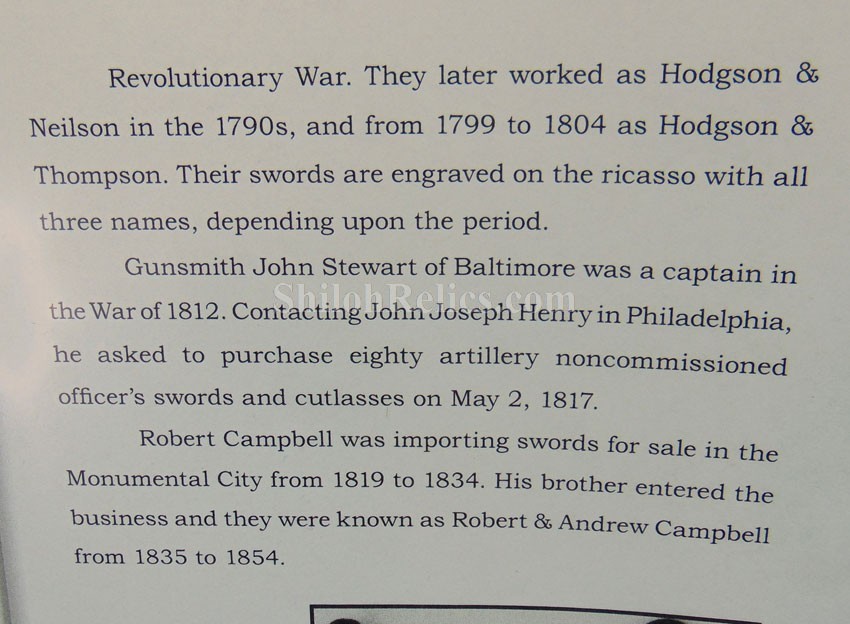 Revolutionary War. They later worked as Hodgson &
Neilson in the 1790s, and from 1799 to 1804 as Hodgson &
Thompson. Their swords are engraved on the ricasso with all
three names, depending upon the period.
Gunsmith John Stewart of Baltimore was a captain in
ShilohRelics.com
the War of 1812. Contacting John Joseph Henry in Philadelphia,
he asked to purchase eighty artillery noncommissioned
officer's swords and cutlasses on May 2, 1817.
Robert Campbell was importing swords for sale in the
Monumental City from 1819 to 1834. His brother entered the
business and they were known as Robert & Andrew Campbell
from 1835 to 1854.